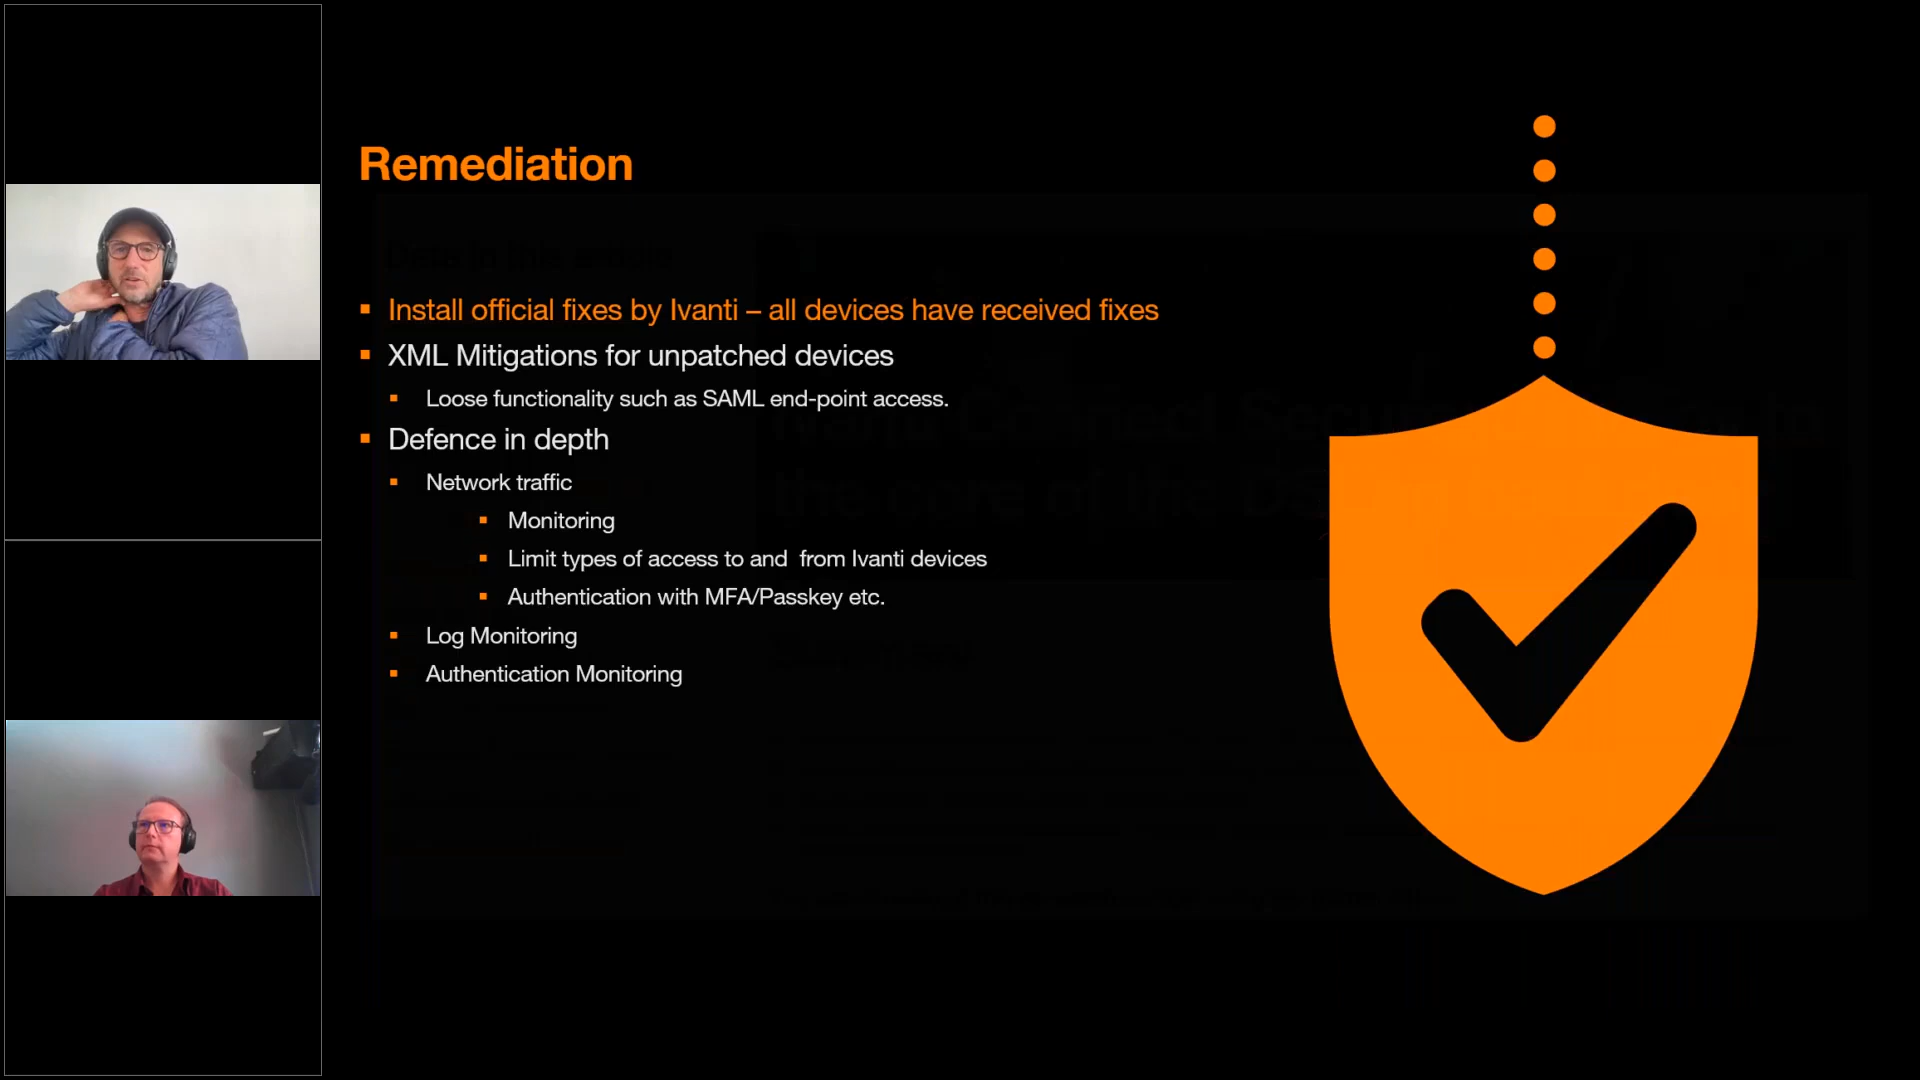 Remediation
Install official fixes by Ivanti – all devices have received fixes
XML Mitigations for unpatched devices
Loose functionality such as SAML end-point access.
Defence in depth
Network traffic
Monitoring
Limit types of access to and  from Ivanti devices
Authentication with MFA/Passkey etc.
Log Monitoring
Authentication Monitoring